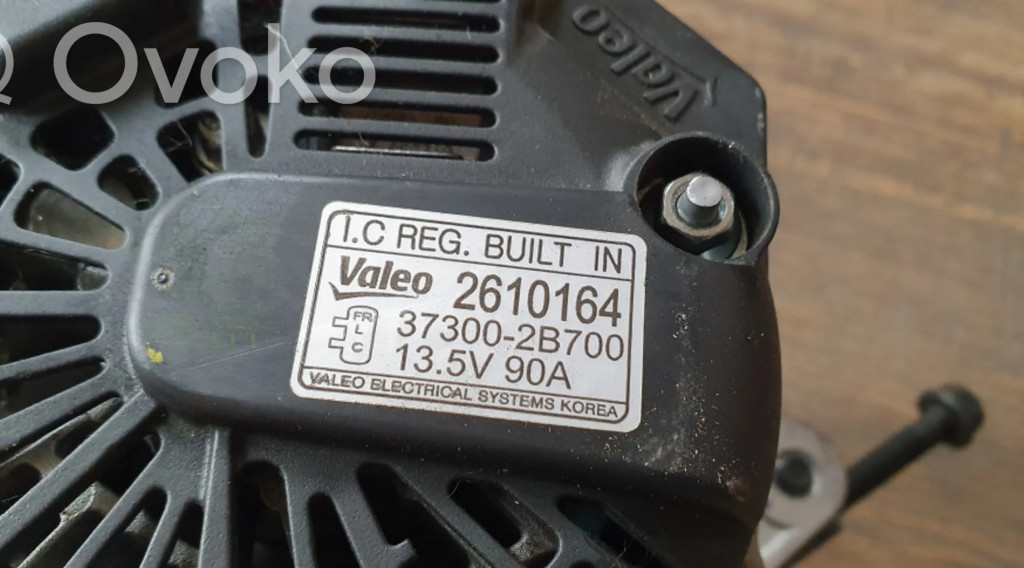 Ovoko
Valeo
I.C REG. BUILT IN
Valeo 2610164
FR
L
C
37300-2B700
13.5V 90A
VALEO ELECTRICAL SYSTEMS KOREA